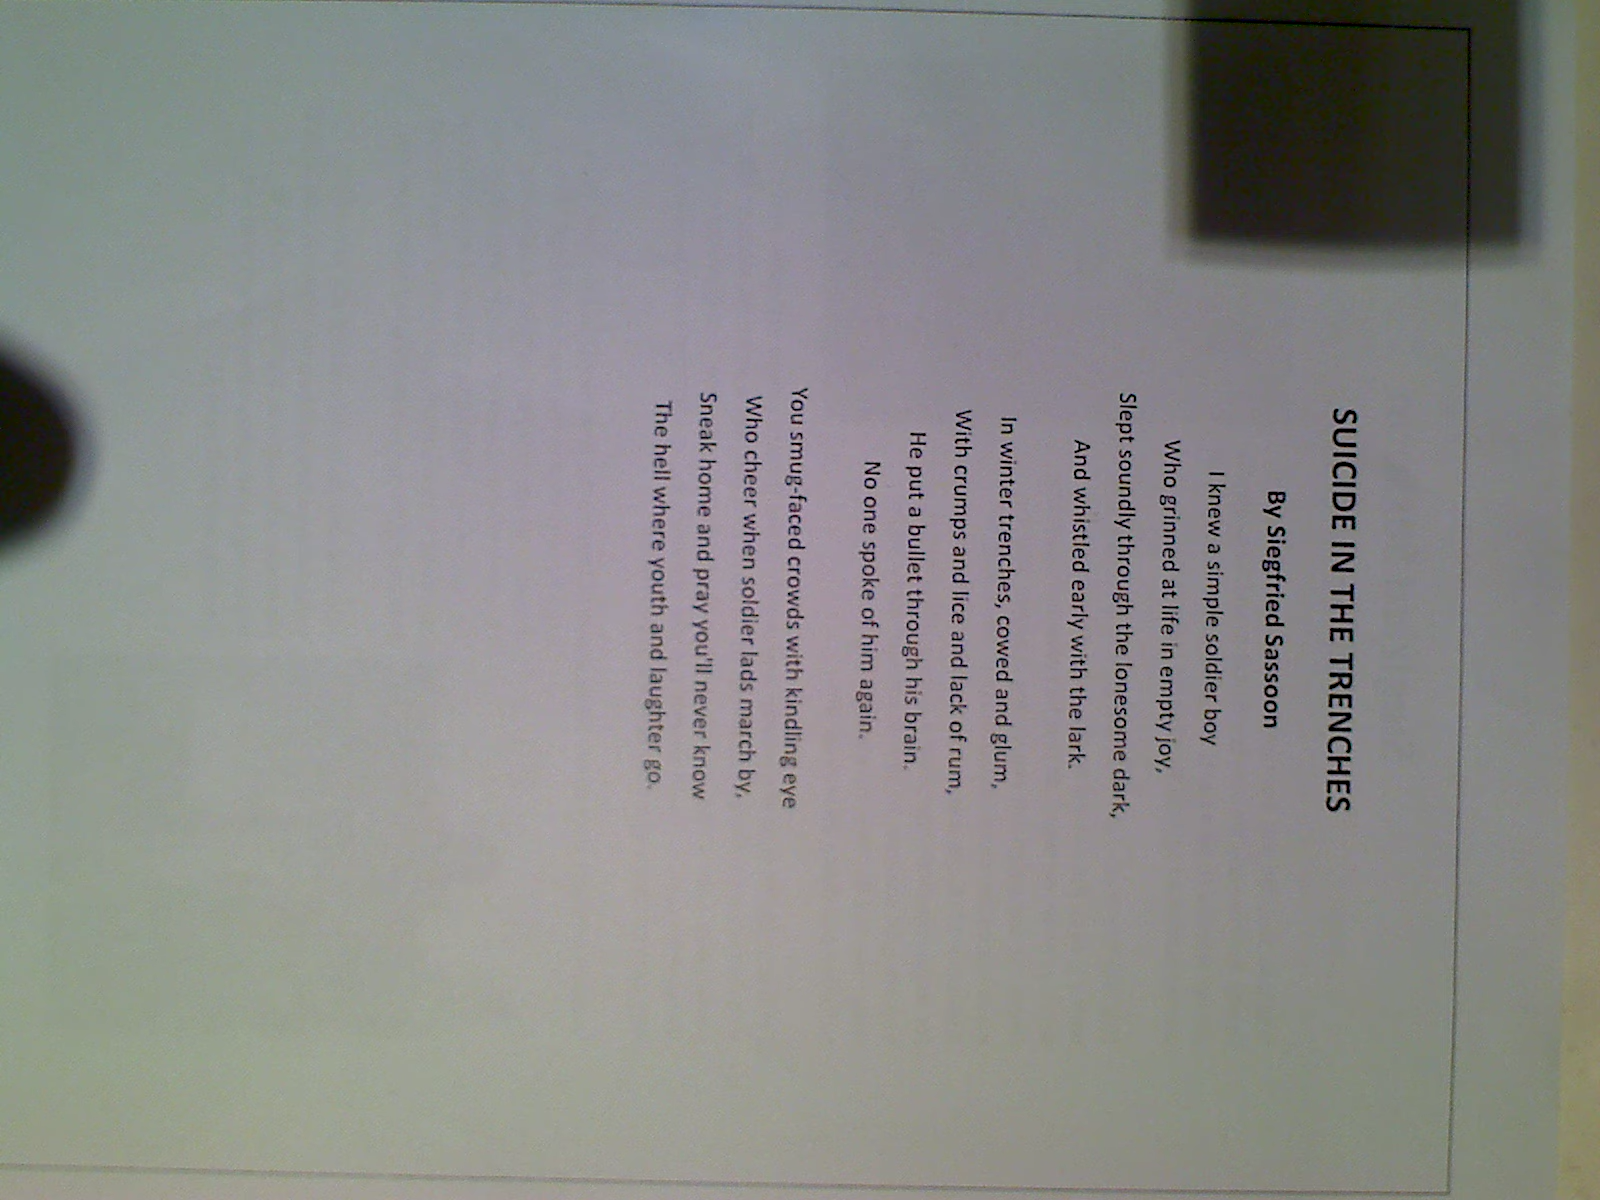 SUICIDE IN THE TRENCHES
By Siegfried Sassoon
I knew a simple soldier boy
Who grinned at life in empty joy,
Slept soundly through the lonesome dark,
And whistled early with the lark.
In winter trenches, cowed and glum,
With crumps and lice and lack of rum,
He put a bullet through his brain.
No one spoke of him again.
You smug-faced crowds with kindling eye
Who cheer when soldier lads march by,
Sneak home and pray you'll never know
The hell where youth and laughter go.